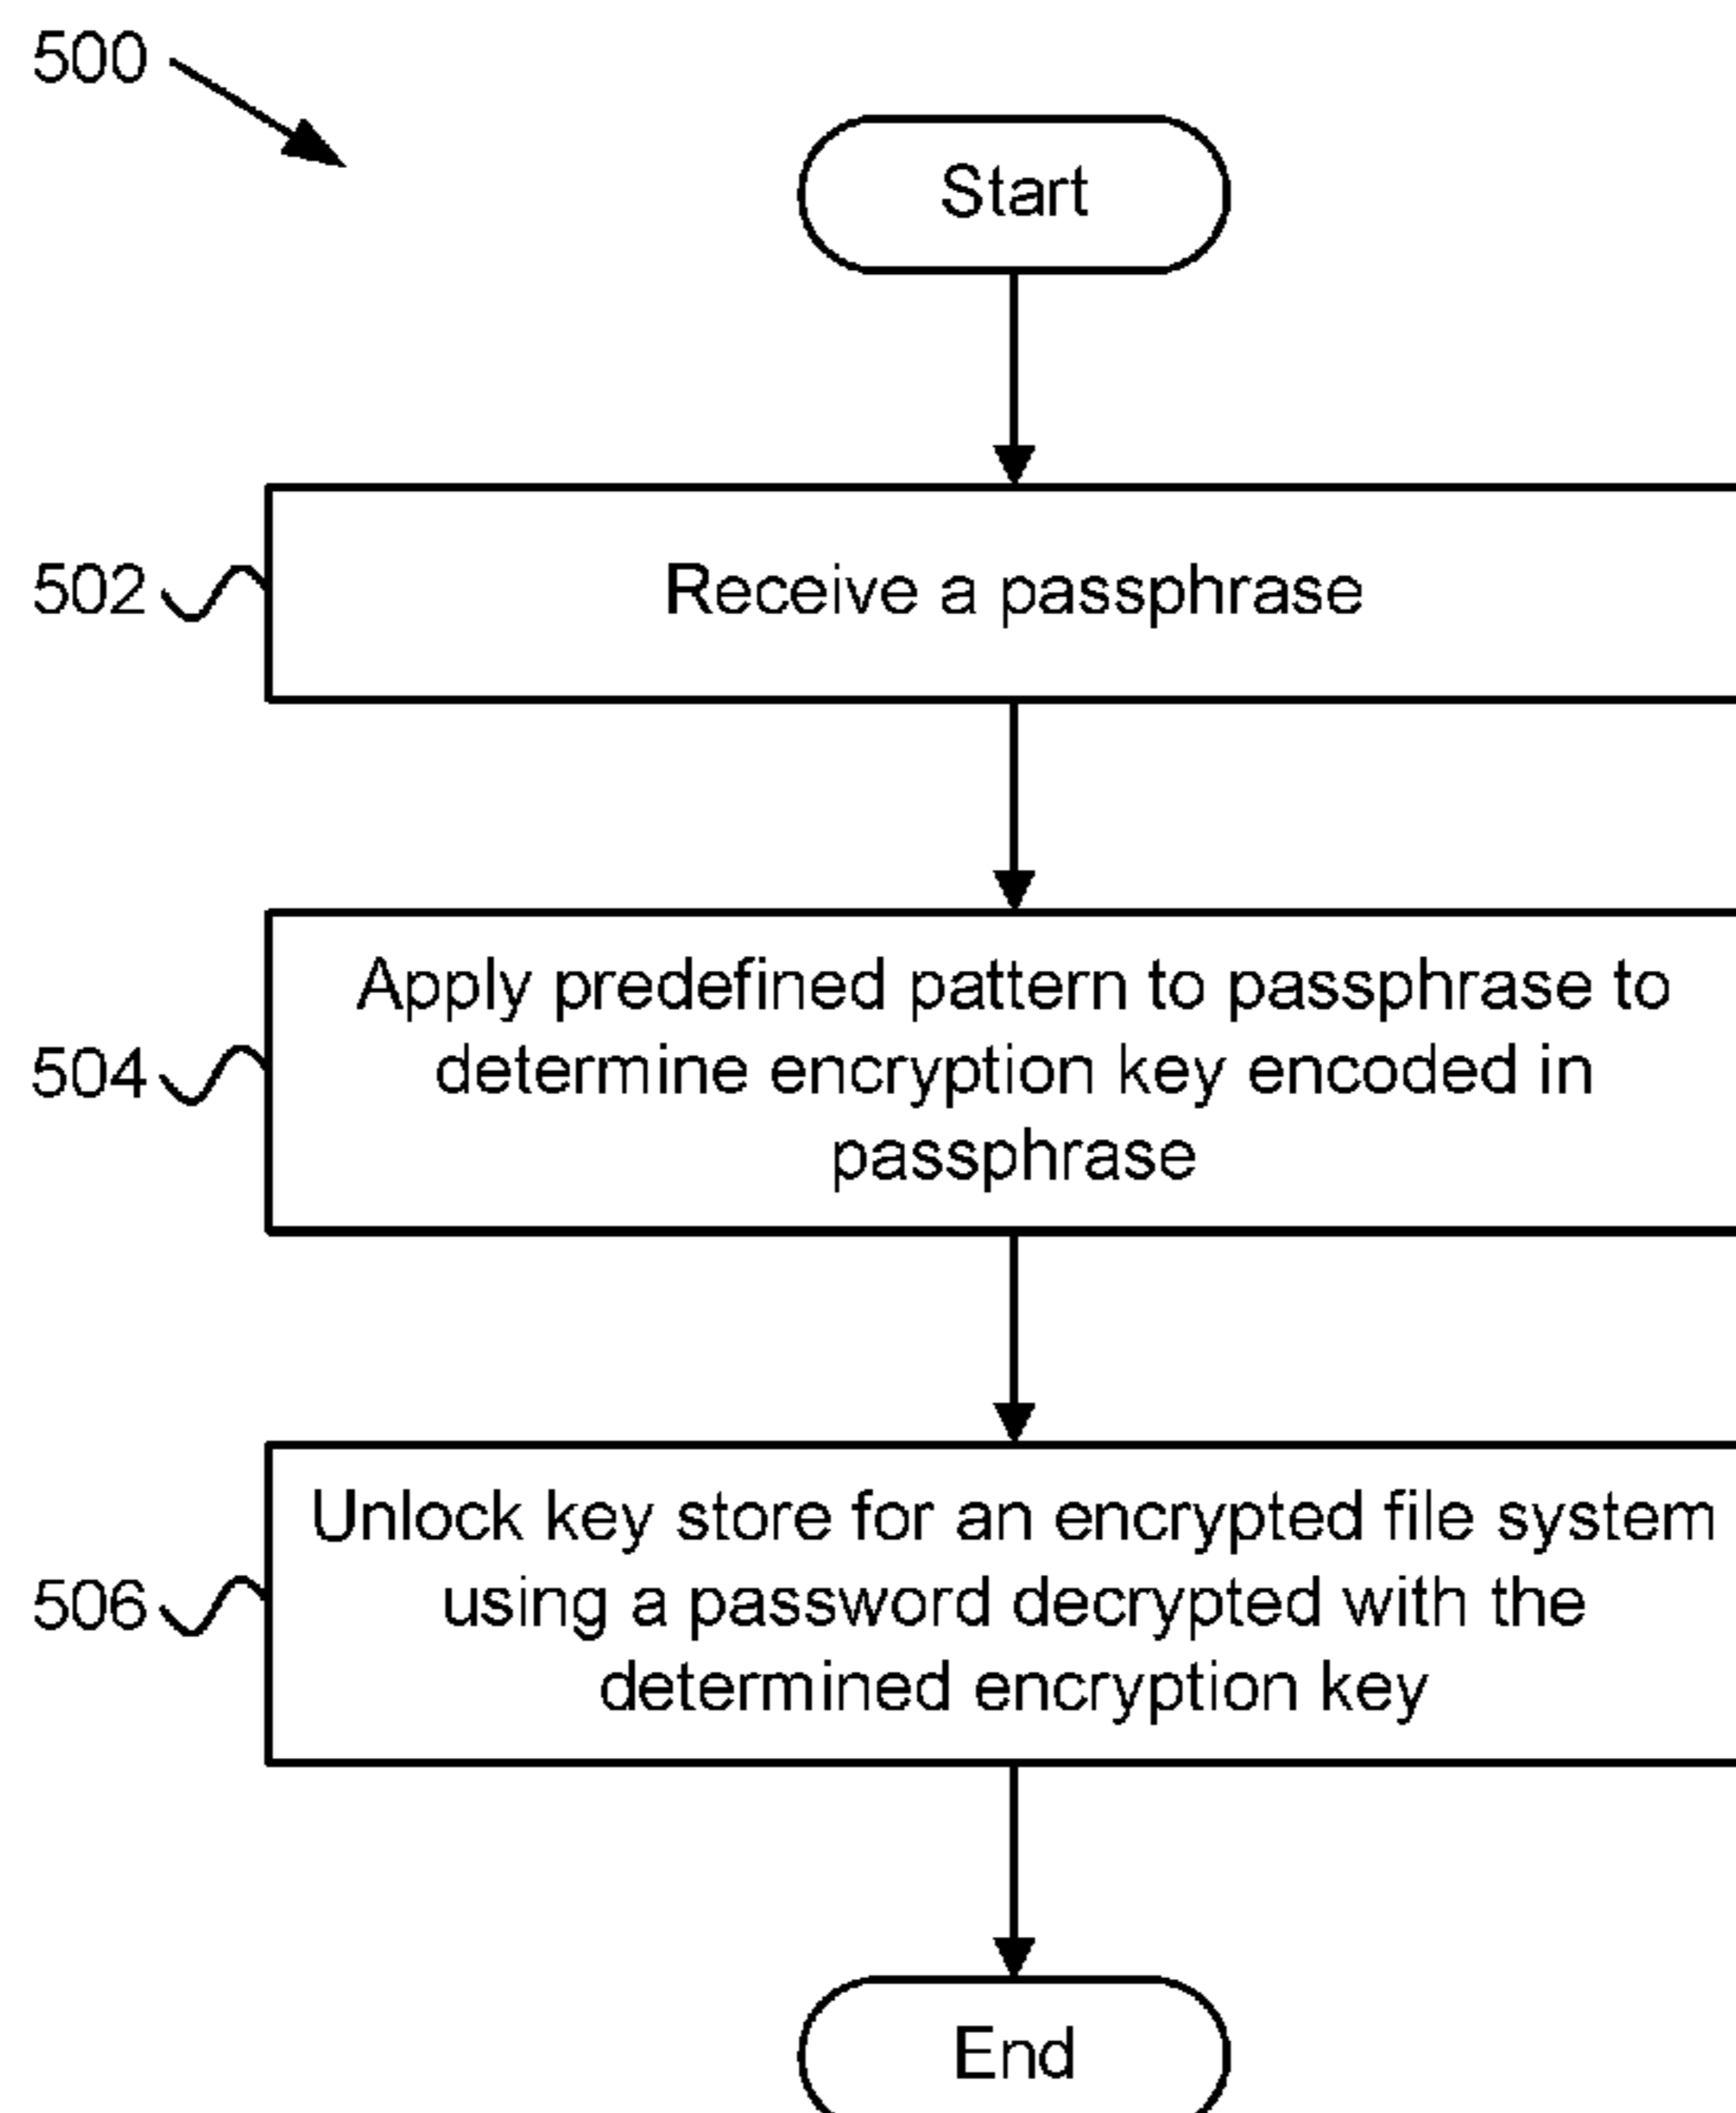 500
Start
502
Receive a passphrase
Apply predefined pattern to passphrase to
504
determine encryption key encoded in
passphrase
Unlock key store for an encrypted file system
506
using a password decrypted with the
determined encryption key
End